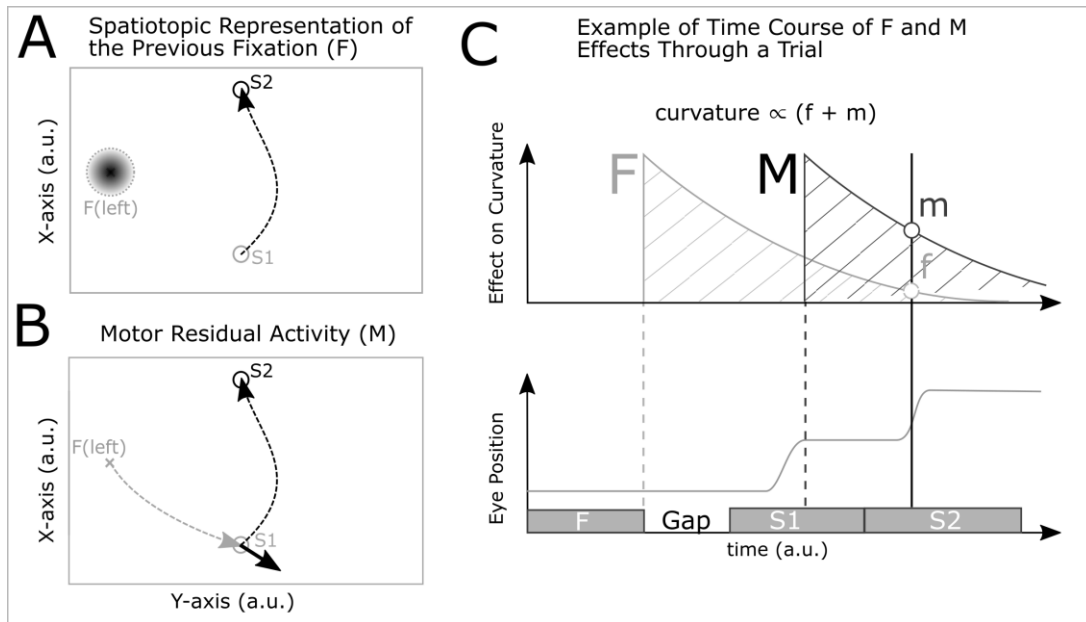 A
Spatiotopic Representation of
the Previous Fixation (F)
X-axis (a.u.)
S2
F(left)
S1
B
Motor Residual Activity (M)
X-axis (a.u.)
S2
F(left)
S1
Y-axis (a.u.)
C
Example of Time Course of F and M
Effects Through a Trial
curvature ∝ (f + m)
Effect on Curvature
F
M
m
f
Eye Position
F
Gap
S1
S2
time (a.u.)